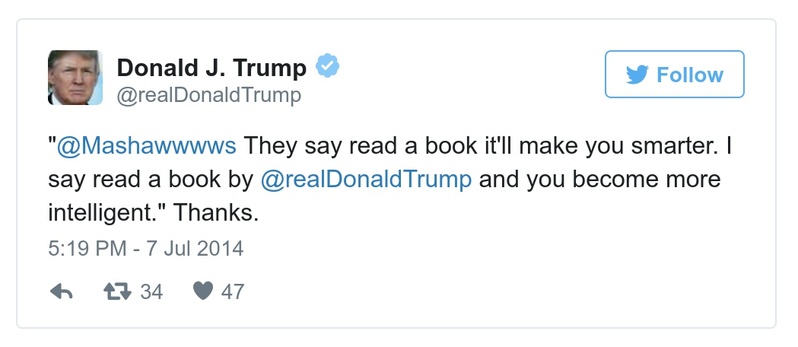 Donald J. Trump
@realDonaldTrump
Follow
"@Mashawwwws They say read a book it'll make you smarter. I
say read a book by @realDonaldTrump and you become more
intelligent." Thanks.
5:19 PM - 7 Jul 2014
34 47